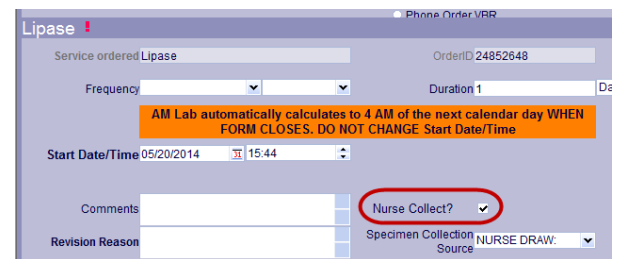 Phone Order VBR
Lipase !
Service ordered Lipase OrderID 24852648
Frequency Duration 1 Da
AM Lab automatically calculates to 4 AM of the next calendar day WHEN
FORM CLOSES. DO NOT CHANGE Start Date/Time
Start Date/Time 05/20/2014 31 15:44
Comments Nurse Collect?
Revision Reason Specimen Collection
Source NURSE DRAW: